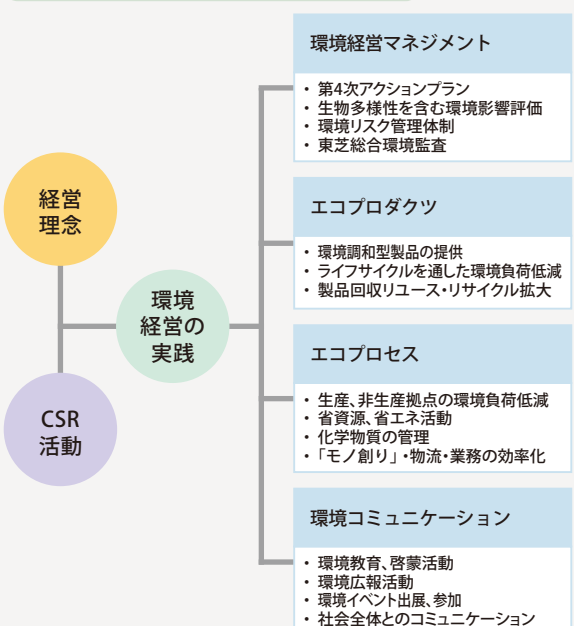 経営
理念
CSR
活動
環境
経営の
実践
環境経営マネジメント
・ 第4次アクションプラン
・ 生物多様性を含む環境影響評価
・ 環境リスク管理体制
・ 東芝総合環境監査
エコプロダクツ
・ 環境調和型製品の提供
・ ライフサイクルを通した環境負荷低減
・ 製品回収リユース・リサイクル拡大
エコプロセス
・ 生産、非生産拠点の環境負荷低減
・ 省資源、省エネ活動
・ 化学物質の管理
・ 「モノ創り」・物流・業務の効率化
環境コミュニケーション
・ 環境教育、啓蒙活動
・ 環境広報活動
・ 環境イベント出展、参加
・ 社会全体とのコミュニケーション